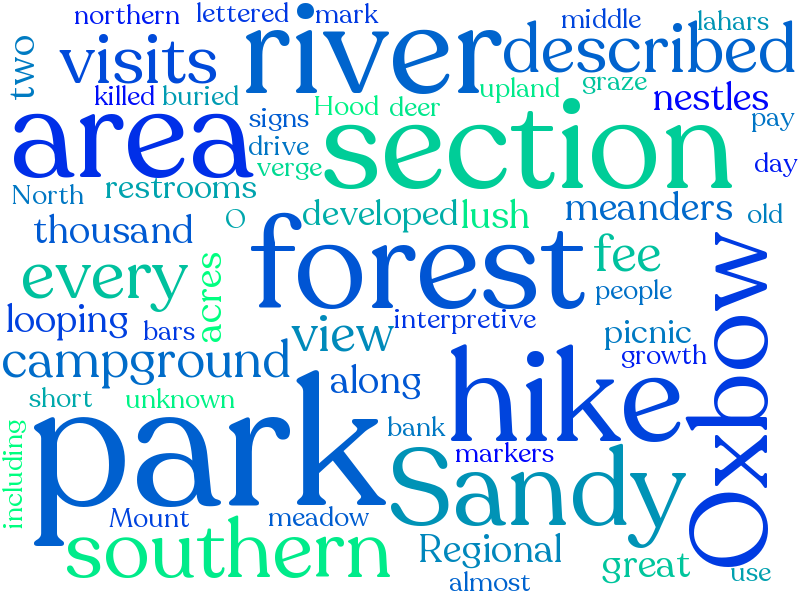 northern lettered mark middle lahars
two visits river described
killed buried Hood deer upland graze nestles
area signs section pay
drive verge day
North restrooms
O developed lush meanders old
thousand forest
every acres fee Oxbow
people
looping bars view interpretive picnic
campground growth
along hike
short unknown park bank
including markers
Mount meadow Sandy
southern Regional great
almost use